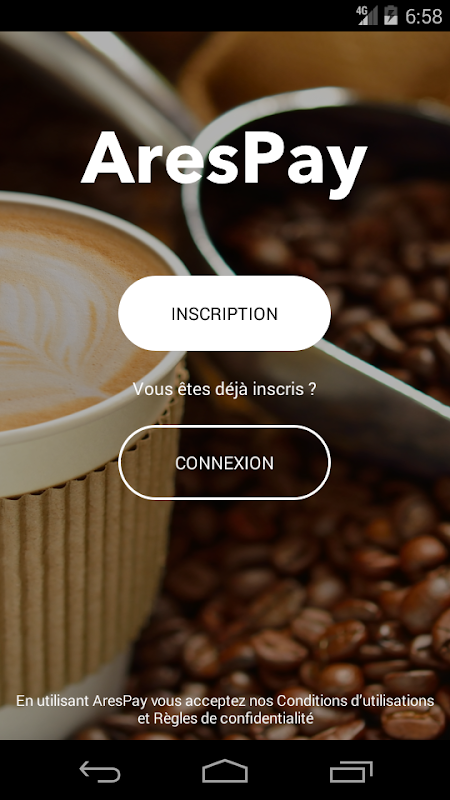 4G 6:58
AresPay
INSCRIPTION
Vous êtes déjà inscris ?
CONNEXION
En utilisant AresPay vous acceptez nos Conditions d'utilisations
et Règles de confidentialité